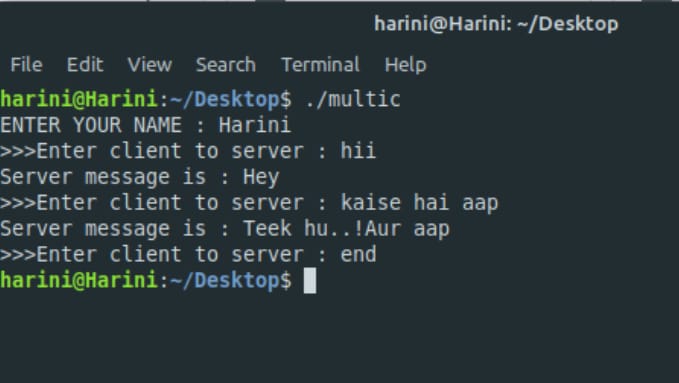 harini@Harini: ~/Desktop
File Edit View Search Terminal Help
harini@Harini:~/Desktop$ ./multic
ENTER YOUR NAME : Harini
>>>Enter client to server : hii
Server message is : Hey
>>>Enter client to server : kaise hai aap
Server message is : Teek hu..!Aur aap
>>>Enter client to server : end
harini@Harini:~/Desktop$